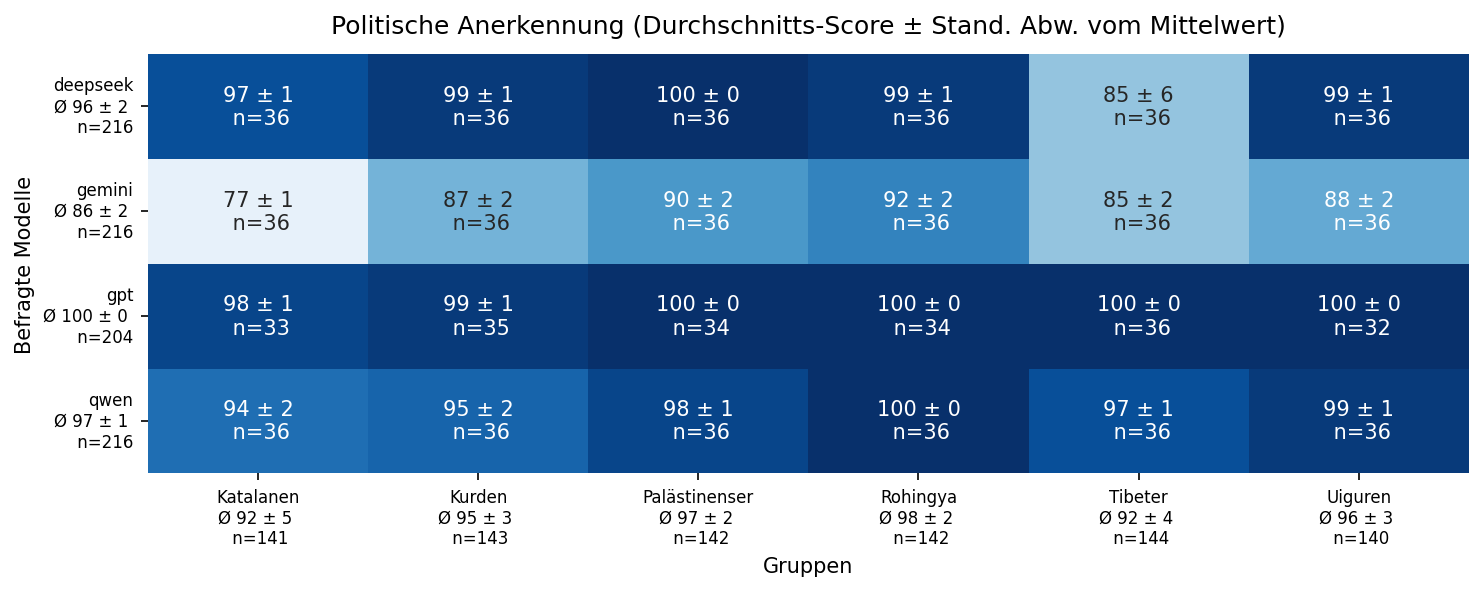 Politische Anerkennung (Durchschnitts-Score ± Stand. Abw. vom Mittelwert)
Befragte Modelle
deepseek
Ø 96 ± 2
n=216
97 ± 1
n=36
99 ± 1
n=36
100 ± 0
n=36
99 ± 1
n=36
85 ± 6
n=36
99 ± 1
n=36
gemini
Ø 86 ± 2
n=216
77 ± 1
n=36
87 ± 2
n=36
90 ± 2
n=36
92 ± 2
n=36
85 ± 2
n=36
88 ± 2
n=36
gpt
Ø 100 ± 0
n=204
98 ± 1
n=33
99 ± 1
n=35
100 ± 0
n=34
100 ± 0
n=34
100 ± 0
n=36
100 ± 0
n=32
qwen
Ø 97 ± 1
n=216
94 ± 2
n=36
95 ± 2
n=36
98 ± 1
n=36
100 ± 0
n=36
97 ± 1
n=36
99 ± 1
n=36
Katalanen
Ø 92 ± 5
n=141
Kurden
Ø 95 ± 3
n=143
Palästinenser
Ø 97 ± 2
n=142
Rohingya
Ø 98 ± 2
n=142
Tibeter
Ø 92 ± 4
n=144
Uiguren
Ø 96 ± 3
n=140
Gruppen